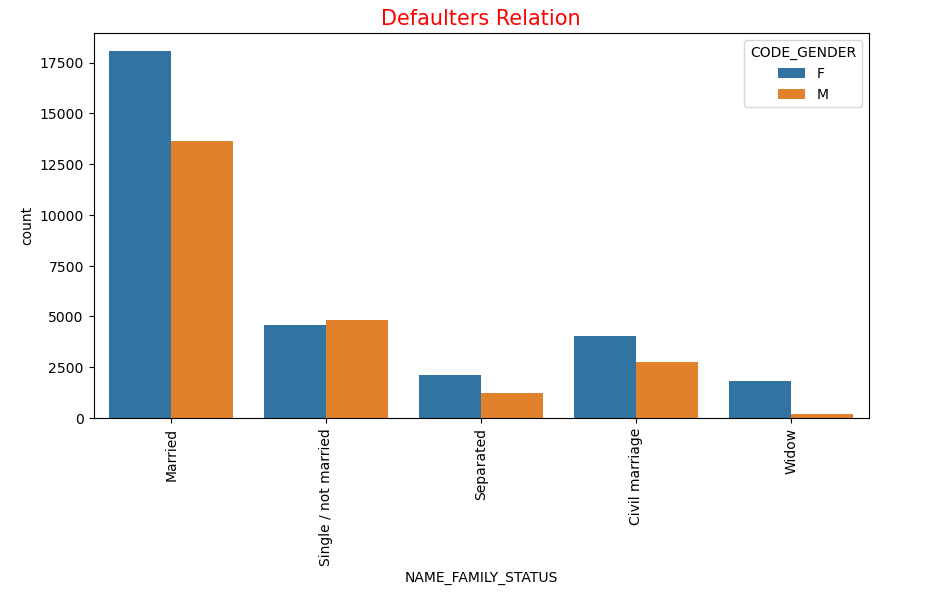 Defaulters Relation
CODE_GENDER
F
M
17500
15000
12500
10000
7500
5000
2500
0
count
Married
Single / not married
Separated
Civil marriage
Widow
NAME_FAMILY_STATUS